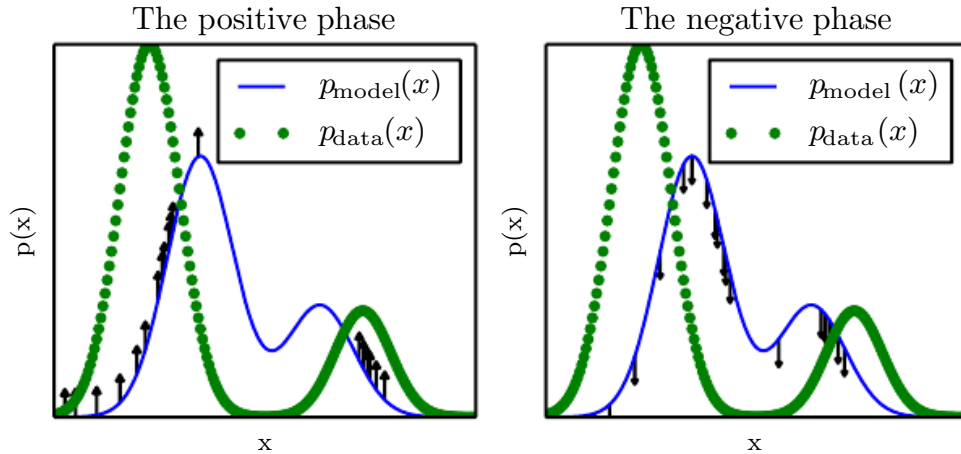 The positive phase
p_model(x)
p_data(x)
p(x)
x
The negative phase
p_model(x)
p_data(x)
p(x)
x